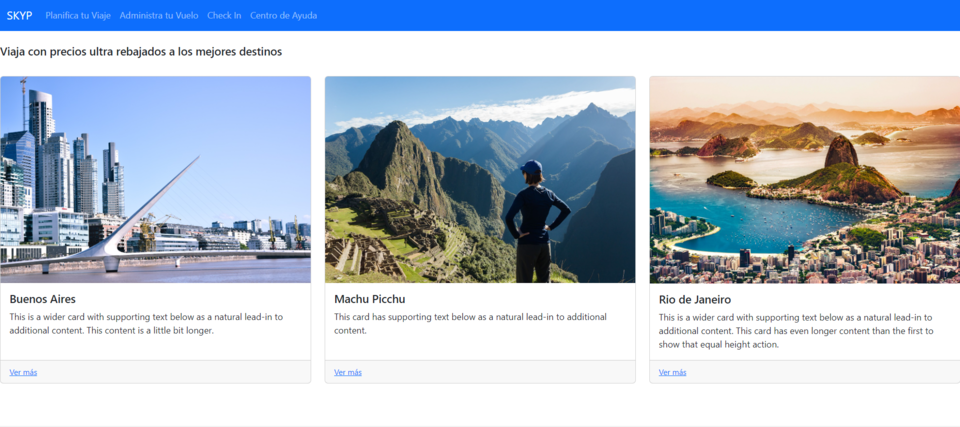 SKYP Planifica tu Viaje Administra tu Vuelo Check In Centro de Ayuda
Viaja con precios ultra rebajados a los mejores destinos
Buenos Aires
This is a wider card with supporting text below as a natural lead-in to
additional content. This content is a little bit longer.
Ver más
Machu Picchu
This card has supporting text below as a natural lead-in to additional
content.
Ver más
Rio de Janeiro
This is a wider card with supporting text below as a natural lead-in to
additional content. This card has even longer content than the first to
show that equal height action.
Ver más